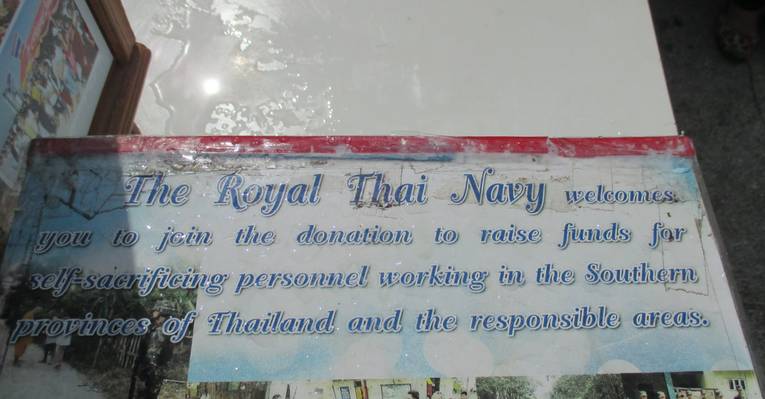 The Royal Thai Navy welcomes
you to join the donation to raise funds for
self-sacrificing personnel working in the Southern
provinces of Thailand and the responsible areas.